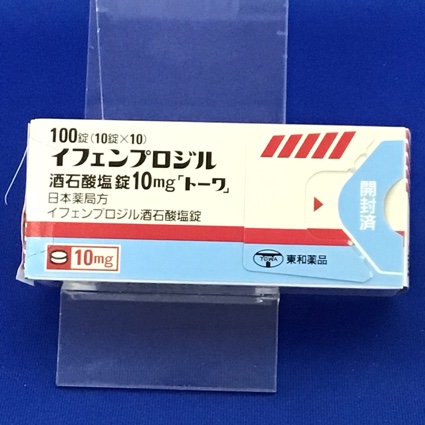 100錠(10錠×10)
イフェンプロジル
酒石酸塩錠10mg「トーワ」
日本薬局方
イフェンプロジル酒石酸塩錠
10mg
TOWA
東和薬品
開封済